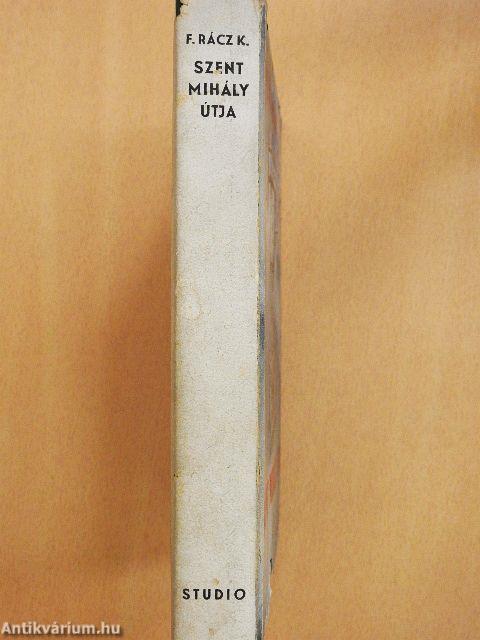 F. RÁCZ K.
SZENT
MIHÁLY
ÚTJA
STUDIO
Antikvárium.hu